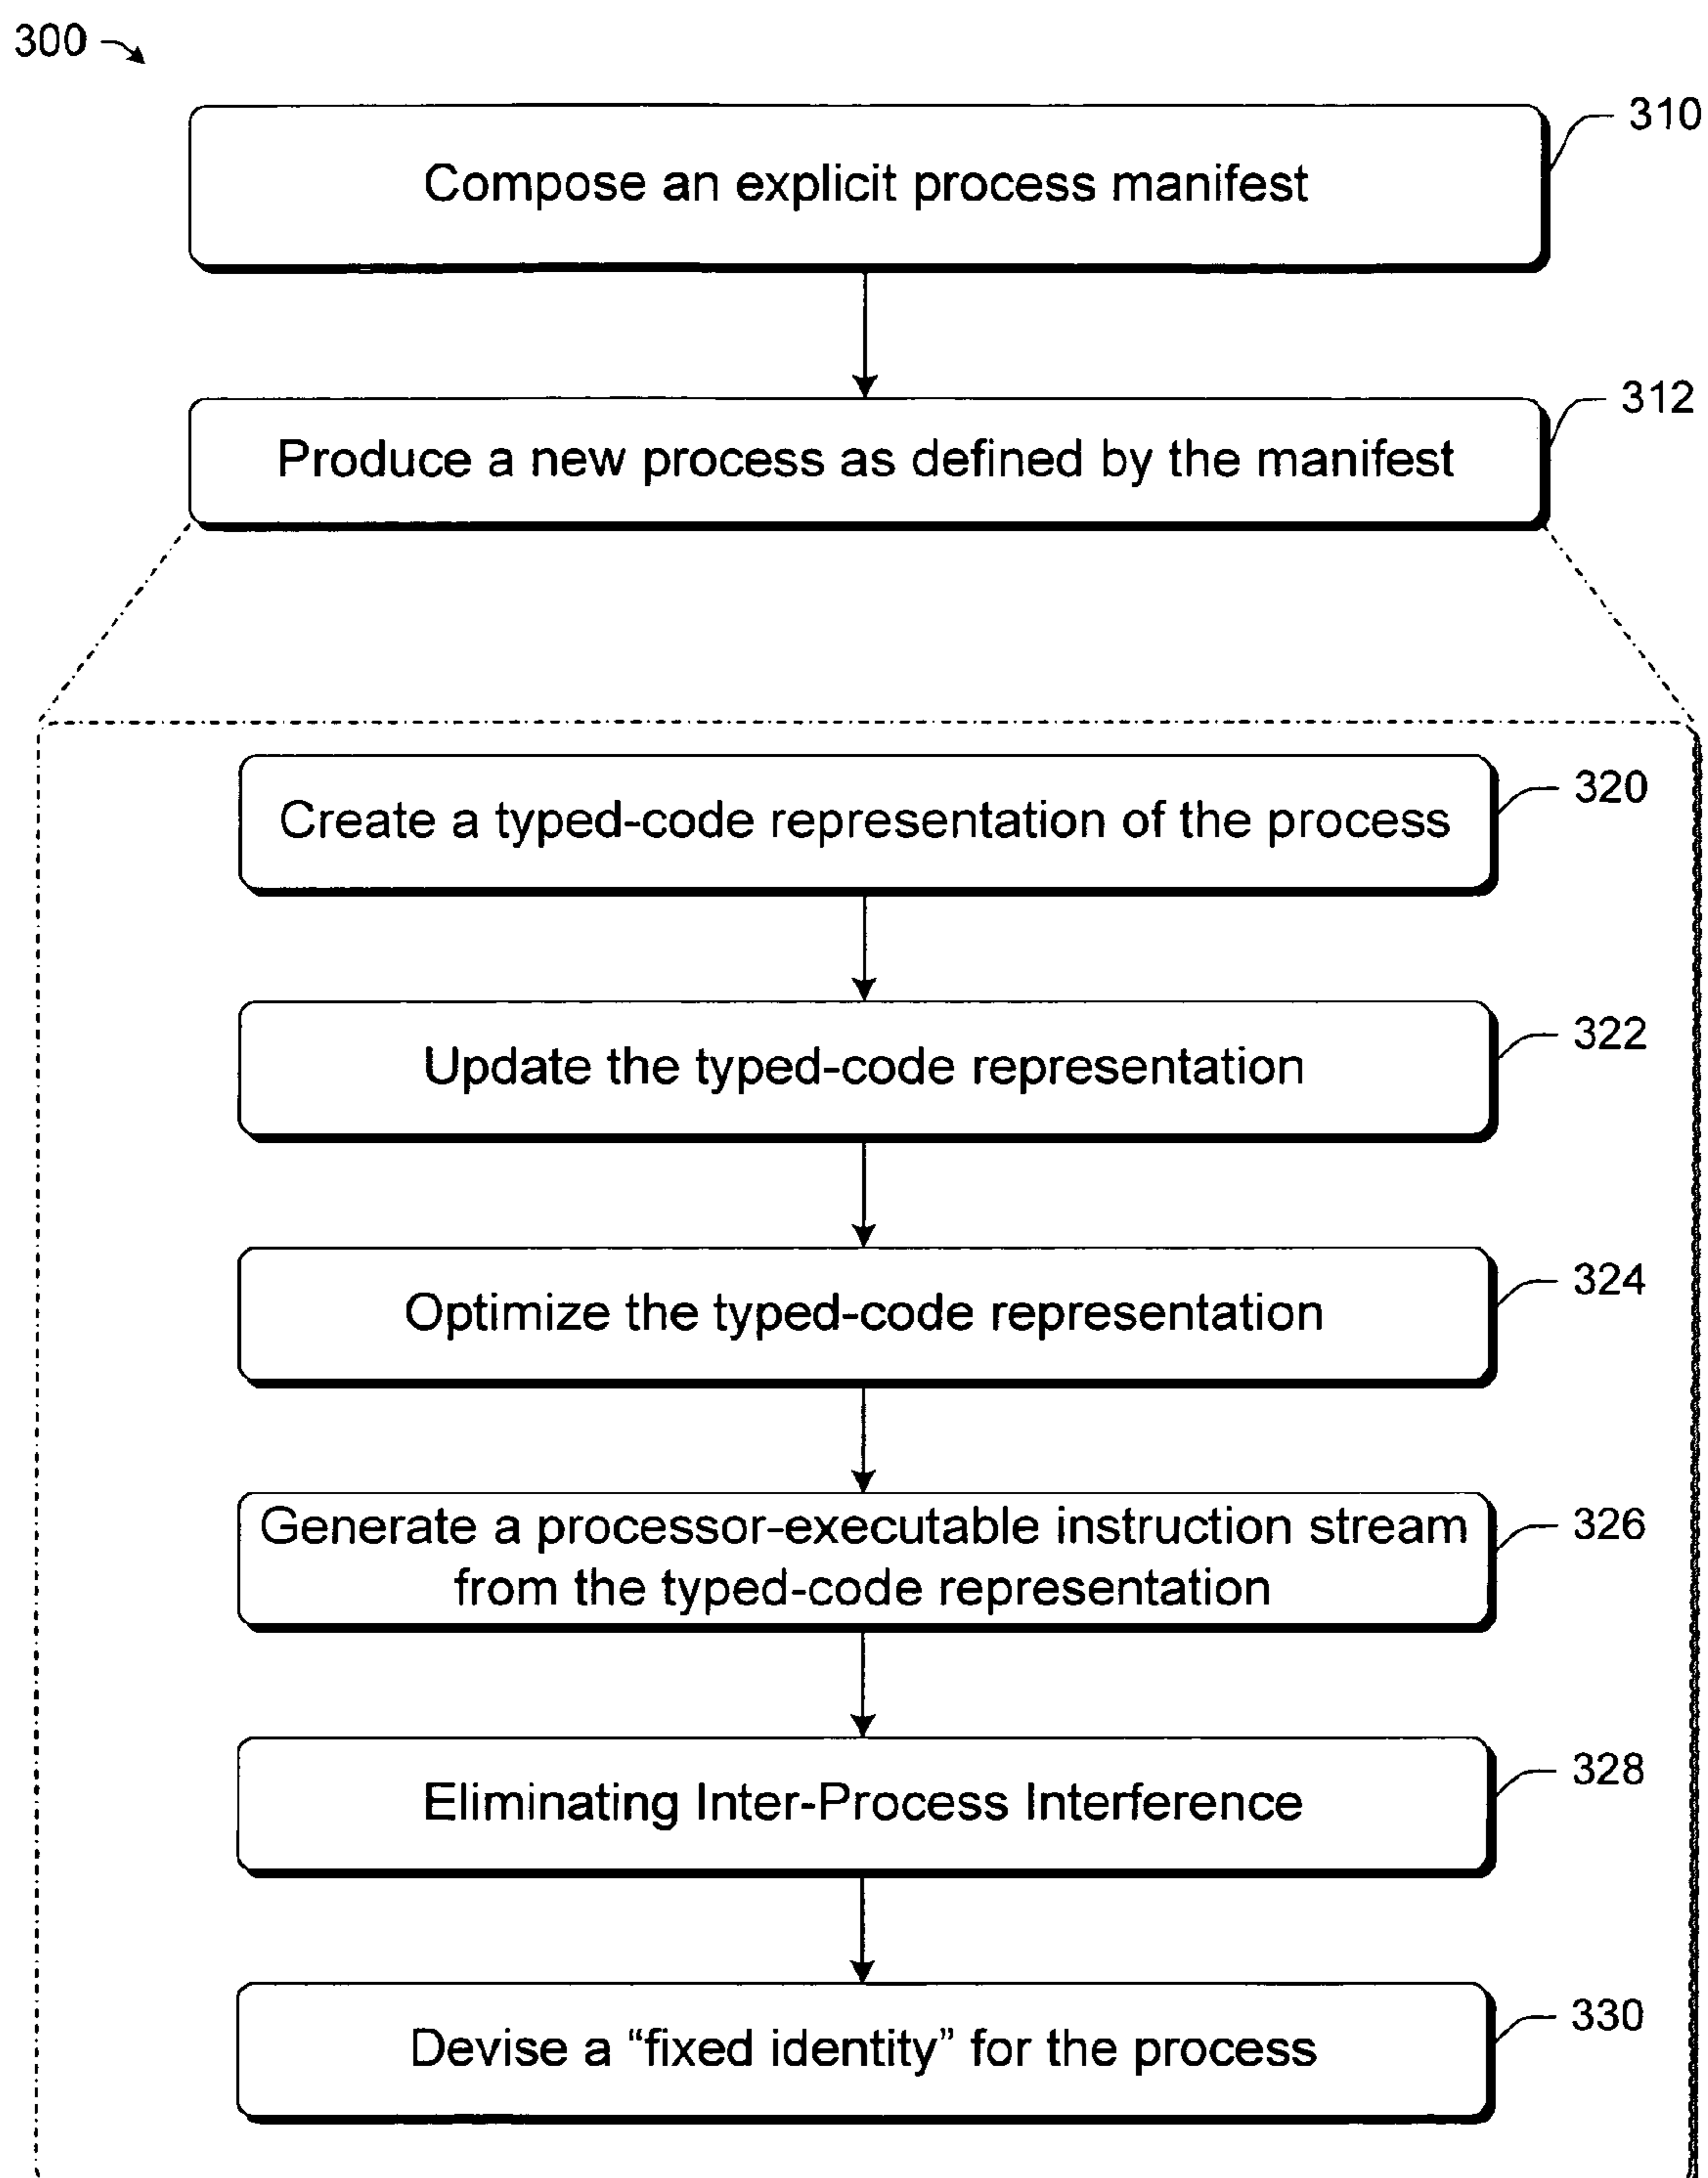 300
310
Compose an explicit process manifest
312
Produce a new process as defined by the manifest
320
Create a typed-code representation of the process
322
Update the typed-code representation
324
Optimize the typed-code representation
326
Generate a processor-executable instruction stream
from the typed-code representation
328
Eliminating Inter-Process Interference
330
Devise a “fixed identity” for the process